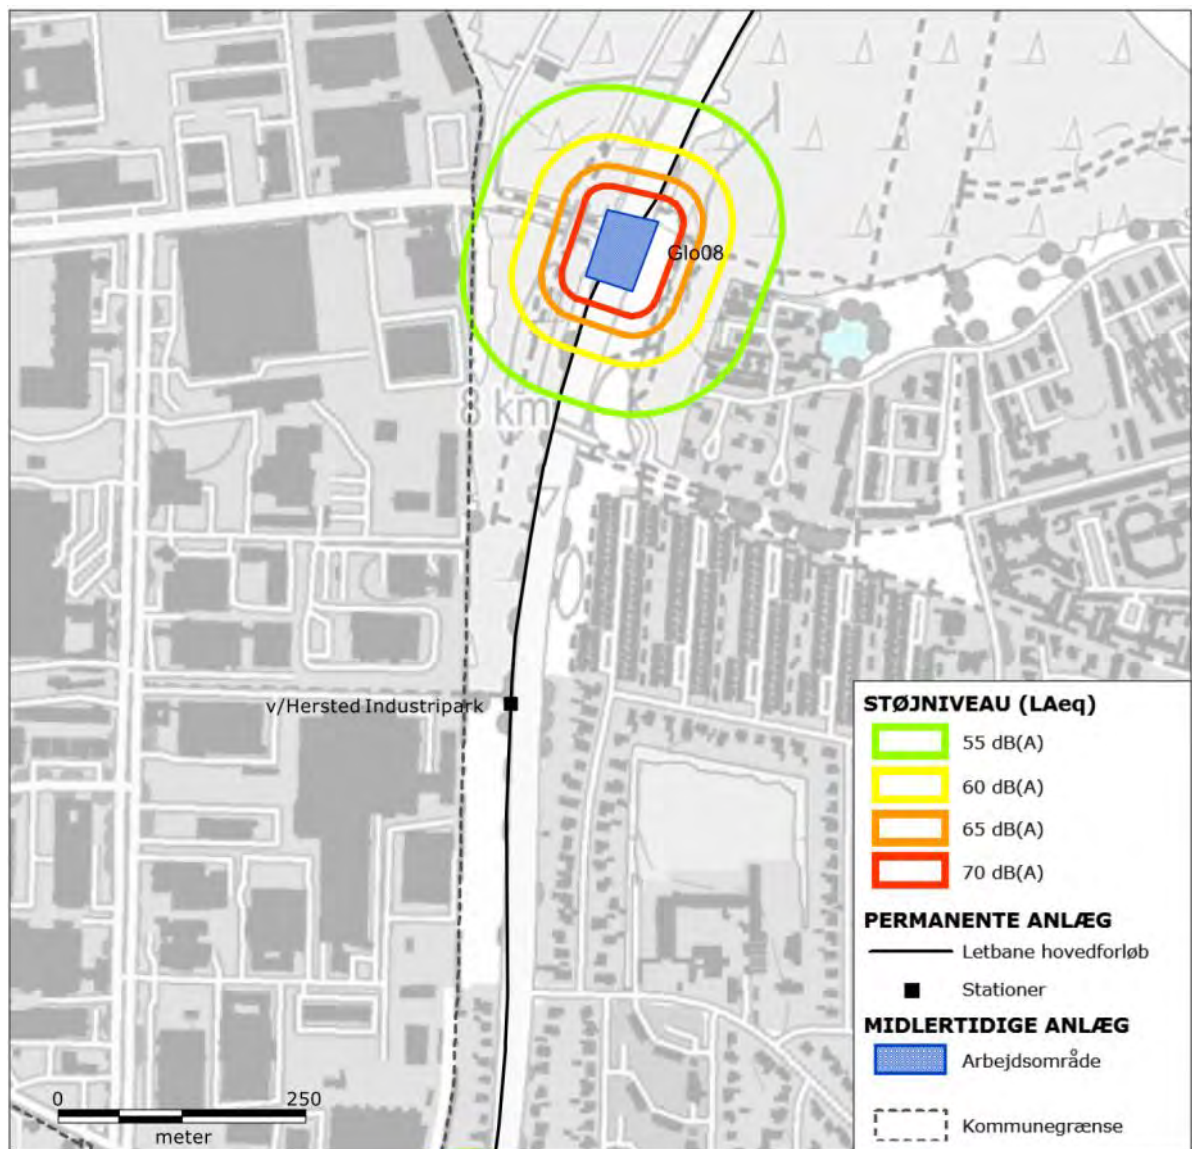 Glo08
8 km
v/Hersted Industripark
STØJNIVEAU (LAeq)
55 dB(A)
60 dB(A)
65 dB(A)
70 dB(A)
PERMANENTE ANLÆG
Letbane hovedforløb
Stationer
MIDLERTIDIGE ANLÆG
Arbejdsområde
Kommunegrænse
0 250
meter